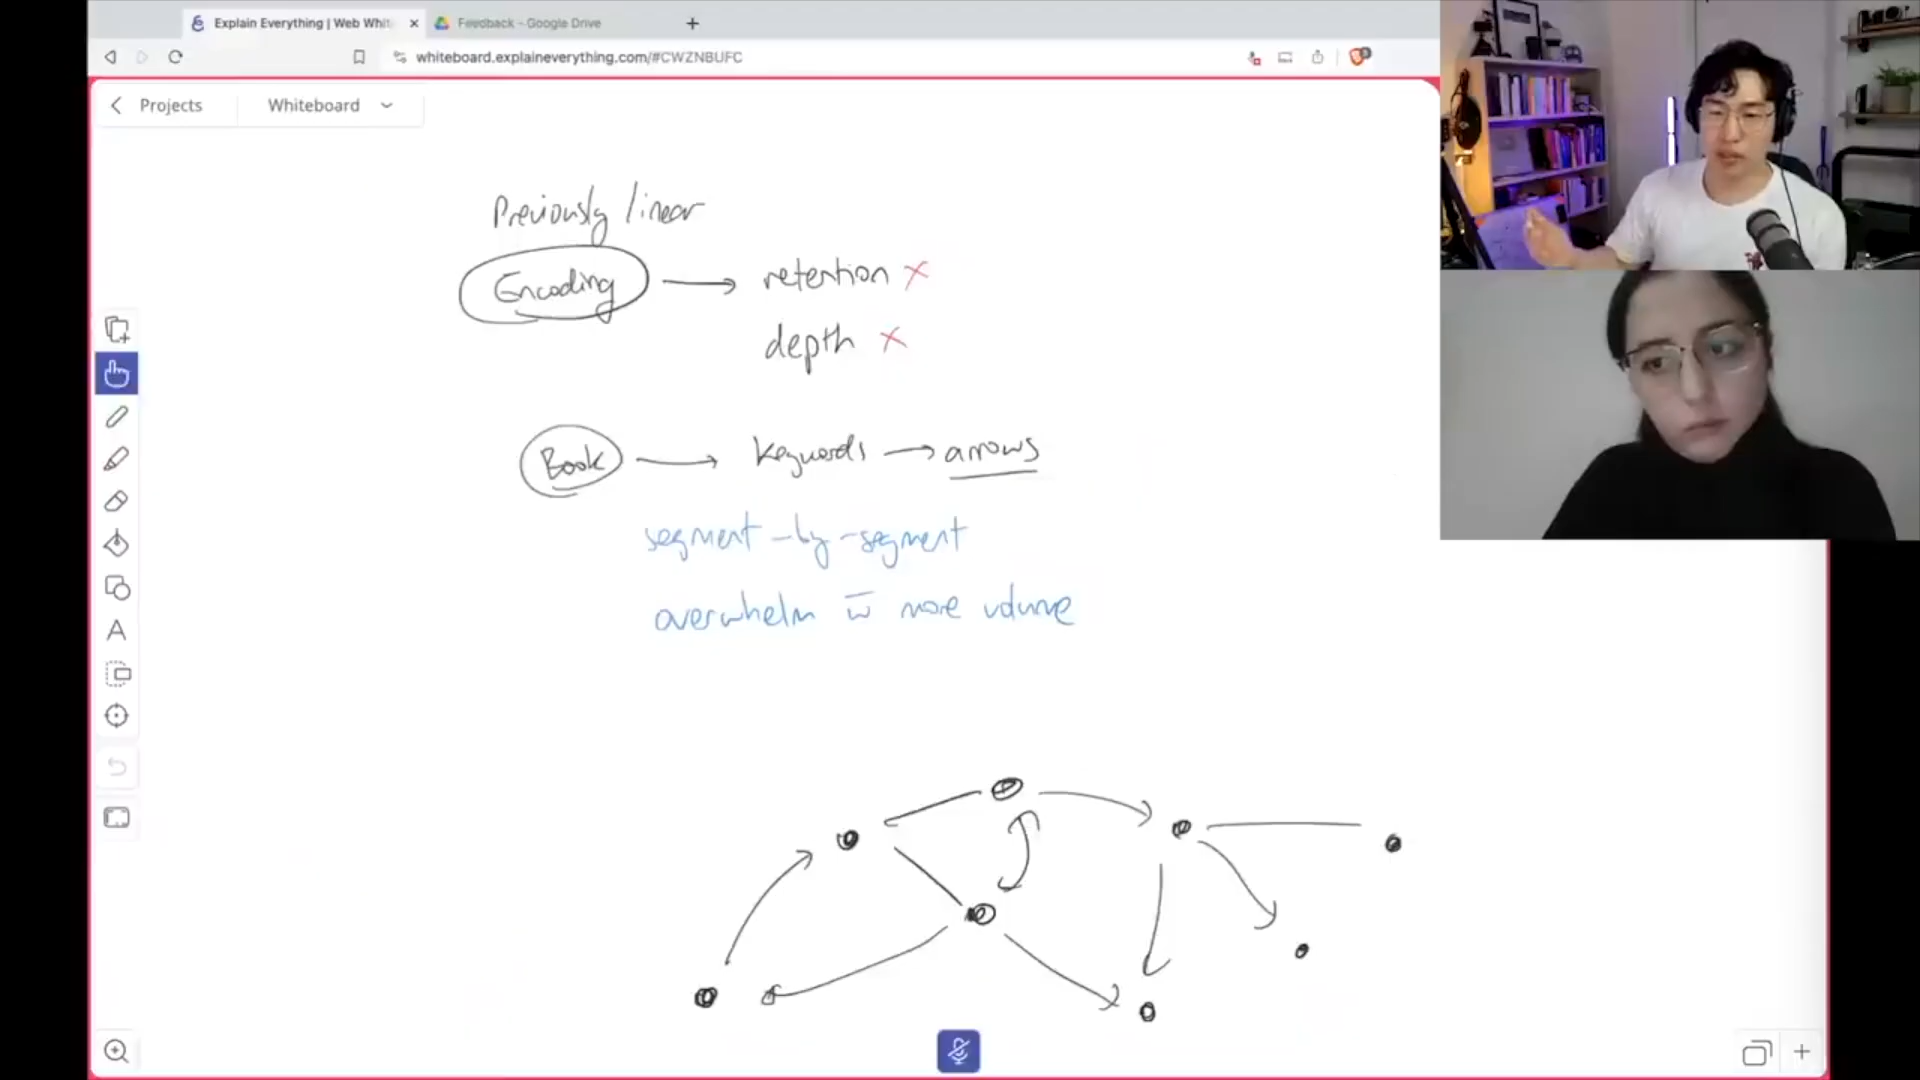 Explain Everything | Web Whit
Feedback - Google Drive
whiteboard.explaineverything.com/#CWZNBUFC
Projects
Whiteboard
Previously linear
Encoding → retention x
depth x
Book → keywords → arrows
segment-by-segment
overwhelm w̅ more volume